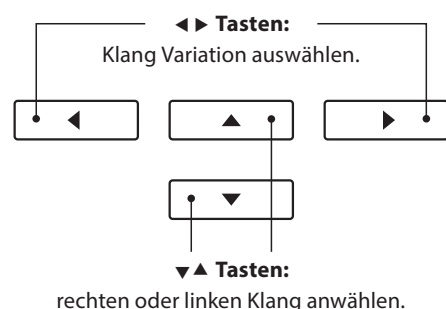 ◀ ▶ Tasten:
Klang Variation auswählen.
◀
▲
▶
▼
▼▲ Tasten:
rechten oder linken Klang anwählen.